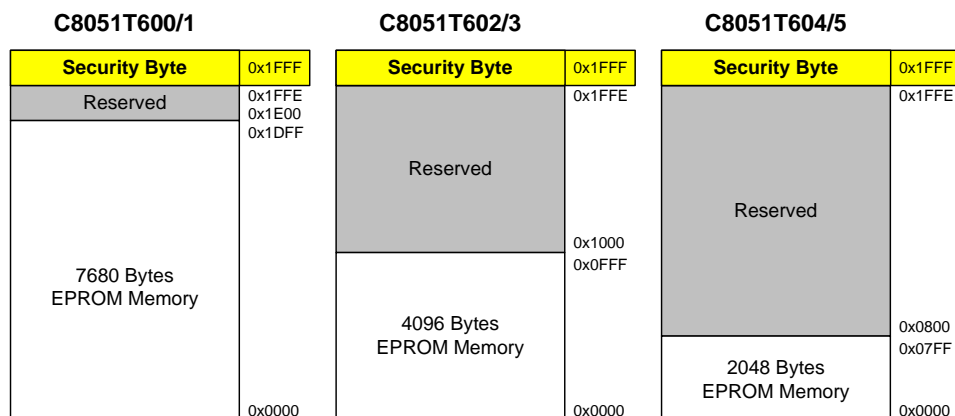 C8051T600/1
Security Byte
0x1FFF
Reserved
0x1FFE
0x1E00
0x1DFF
7680 Bytes
EPROM Memory
0x0000
C8051T602/3
Security Byte
0x1FFF
0x1FFE
Reserved
0x1000
0x0FFF
4096 Bytes
EPROM Memory
0x0000
C8051T604/5
Security Byte
0x1FFF
0x1FFE
Reserved
0x0800
0x07FF
2048 Bytes
EPROM Memory
0x0000